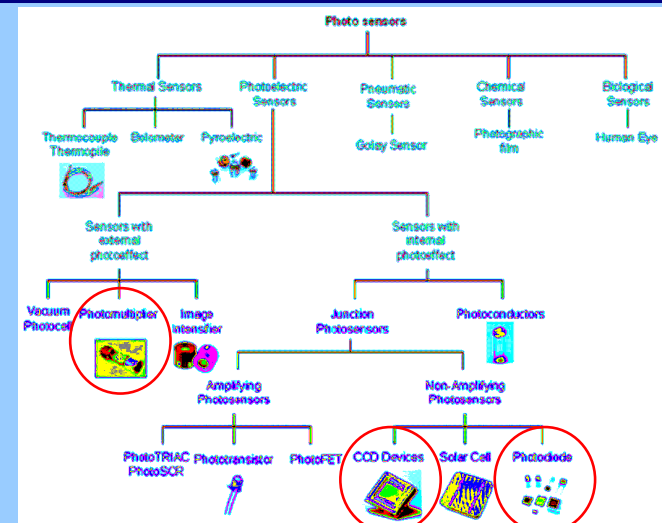 Photo sensors
Thermal Sensors
Photoelectric
Sensors
Pneumatic
Sensors
Chemical
Sensors
Biological
Sensors
Thermocouple
Thermopile
Bolometer
Pyroelectric
Golay Sensor
Photographic
film
Human Eye
Sensors with
external
photoeffect
Sensors with
internal
photoeffect
Vacuum
Photocell
Photomultiplier
Image
Intensifier
Junction
Photosensors
Photoconductors
Amplifying
Photosensors
Non-Amplifying
Photosensors
PhotoTRIAC
PhotoSCR
Phototransistor
PhotoFET
CCD Devices
Solar Cell
Photodiode